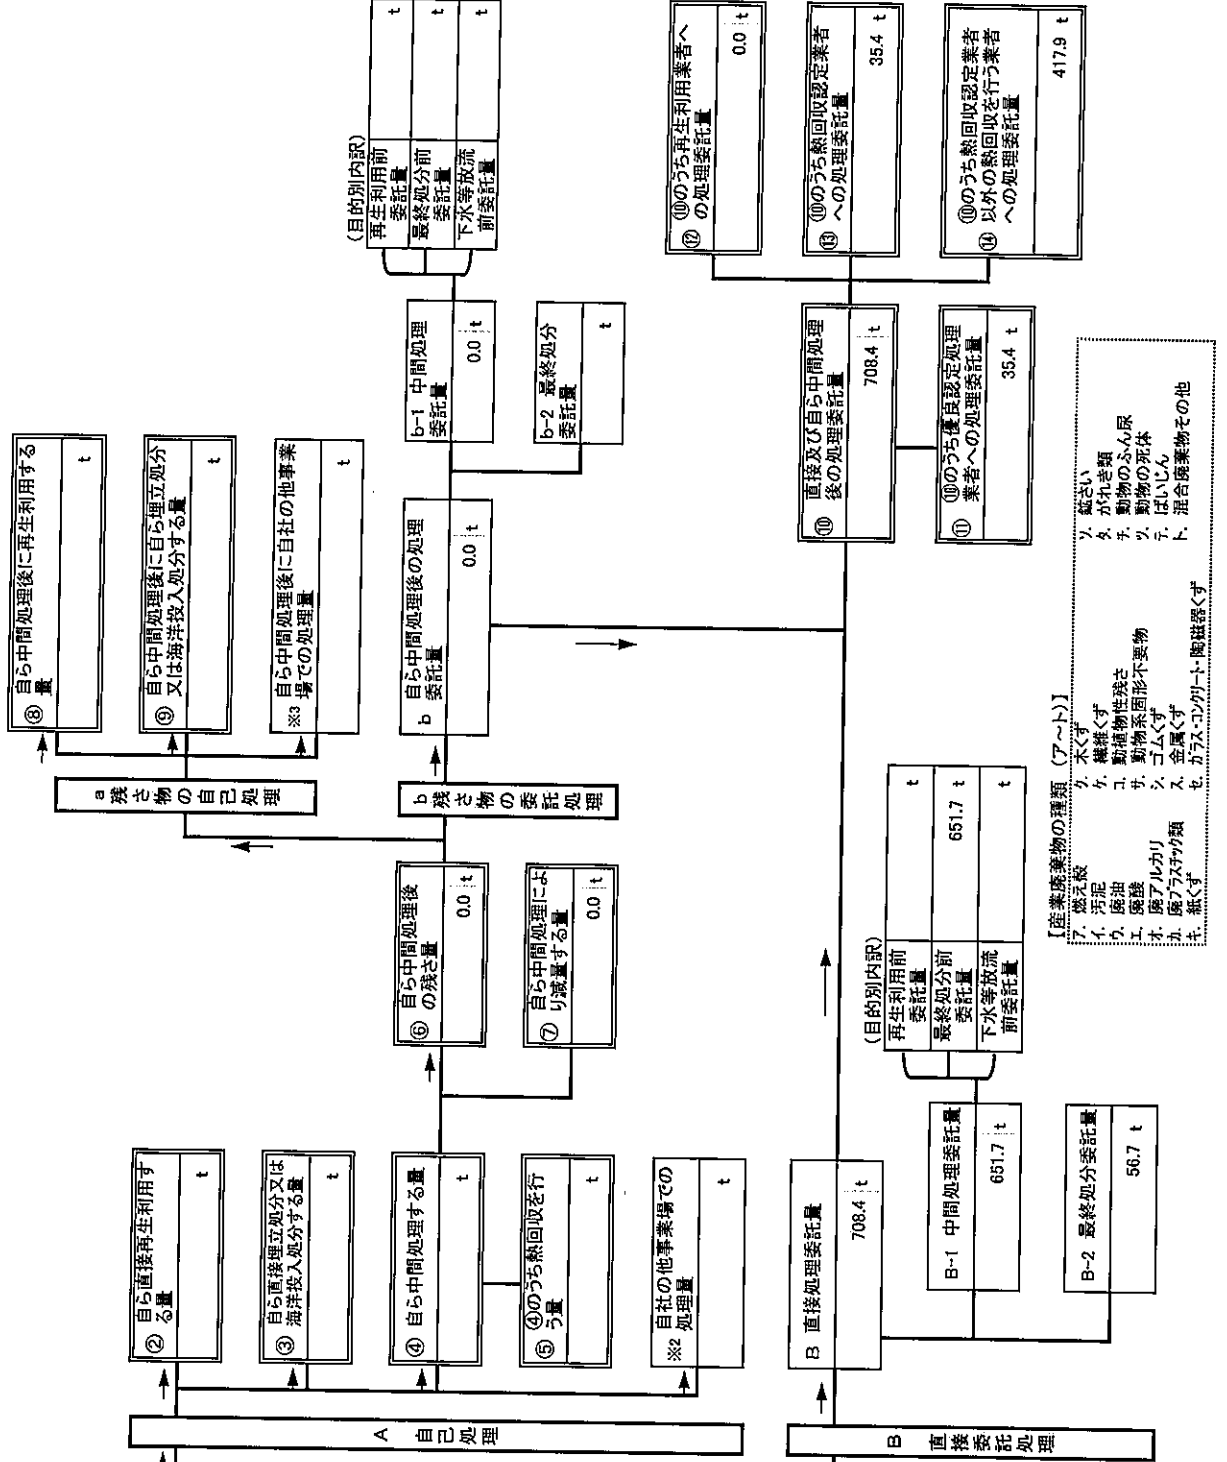 A 自己処理
② 自ら直接再生利用す
る量
t
③ 自ら直接埋立処分又は
海洋投入処分する量
t
④ 自ら中間処理する量
t
⑤ ④のうち熱回収を行
う量
t
※2 自社の他事業場での
処理量
t
⑥ 自ら中間処理後
の残さ量
0.0 t
⑦ 自ら中間処理によ
り減量する量
0.0 t
a 残さ物の自己処理
⑧ 自ら中間処理後に再生利用する
量
t
⑨ 自ら中間処理後に自ら埋立処分
又は海洋投入処分する量
t
※3 自ら中間処理後に自社の他事業
場での処理量
t
b 残さ物の委託処理
b 自ら中間処理後の処理
委託量
0.0 t
b-1 中間処理
委託量
0.0 t
b-2 最終処分
委託量
t
(目的別内訳)
再生利用前
委託量
t
最終処分前
委託量
t
下水等放流
前委託量
t
B 直接委託処理
B 直接処理委託量
708.4 t
B-1 中間処理委託量
651.7 t
B-2 最終処分委託量
56.7 t
(目的別内訳)
再生利用前
委託量
t
最終処分前
委託量
651.7 t
下水等放流
前委託量
t
⑩ 直接及び自ら中間処理
後の処理委託量
708.4 t
⑪ ⑩のうち優良認定処理
業者への処理委託量
35.4 t
⑫ ⑩のうち再生利用業者へ
の処理委託量
0.0 t
⑬ ⑩のうち熱回収認定業者
への処理委託量
35.4 t
⑭ ⑩のうち熱回収認定業者
以外の熱回収を行う業者
への処理委託量
417.9 t
【産業廃棄物の種類 (ア～ト)】
ア. 燃え殻
イ. 汚泥
ウ. 廃油
エ. 廃酸
オ. 廃アルカリ
カ. 廃プラスチック類
キ. 紙くず
ク. 木くず
ケ. 繊維くず
コ. 動植物性残さ
サ. 動物系固形不要物
シ. ゴムくず
ス. 金属くず
セ. ガラス・コンクリート・陶磁器くず
ソ. 鉱さい
タ. がれき類
チ. 動物のふん尿
ツ. 動物の死体
テ. ばいじん
ト. 混合廃棄物その他